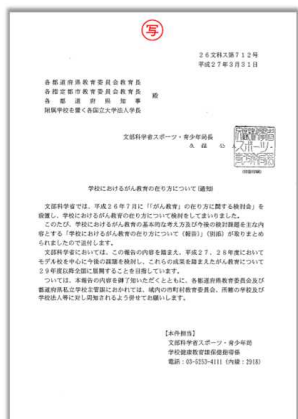 写
26文科ス第712号
平成27年3月31日
各都道府県教育委員会教育長
各指定都市教育委員会教育長
各都道府県知事
附属学校を置く各国立大学法人学長
殿
文部科学省スポーツ・青少年局長
学校におけるがん教育の在り方について(通知)
文部科学省では、平成26年7月に「「がん教育」の在り方に関する検討会」を
設置し、学校におけるがん教育の在り方について検討をしてまいりました。
このたび、学校におけるがん教育の基本的な考え方及び今後の検討課題を主な内
容とする「学校におけるがん教育の在り方について(報告)」(別添)が取りまとめ
られましたので送付します。
文部科学省においては、この報告の内容を踏まえ、平成27、28年度において
モデル校を中心に今後の課題を検討し、これらの成果を踏まえたがん教育について
29年度以降全国に展開することを目指しています。
ついては、本報告の内容を御了知いただくとともに、各都道府県教育委員会及び
都道府県私立学校主管部におかれては、域内の市町村教育委員会、所轄の学校及び
学校法人等に対し周知されるよう併せてお願いします。
【本件担当】
文部科学省スポーツ・青少年局
学校健康教育課保健指導係
電話:03-5253-4111(内線:2918)